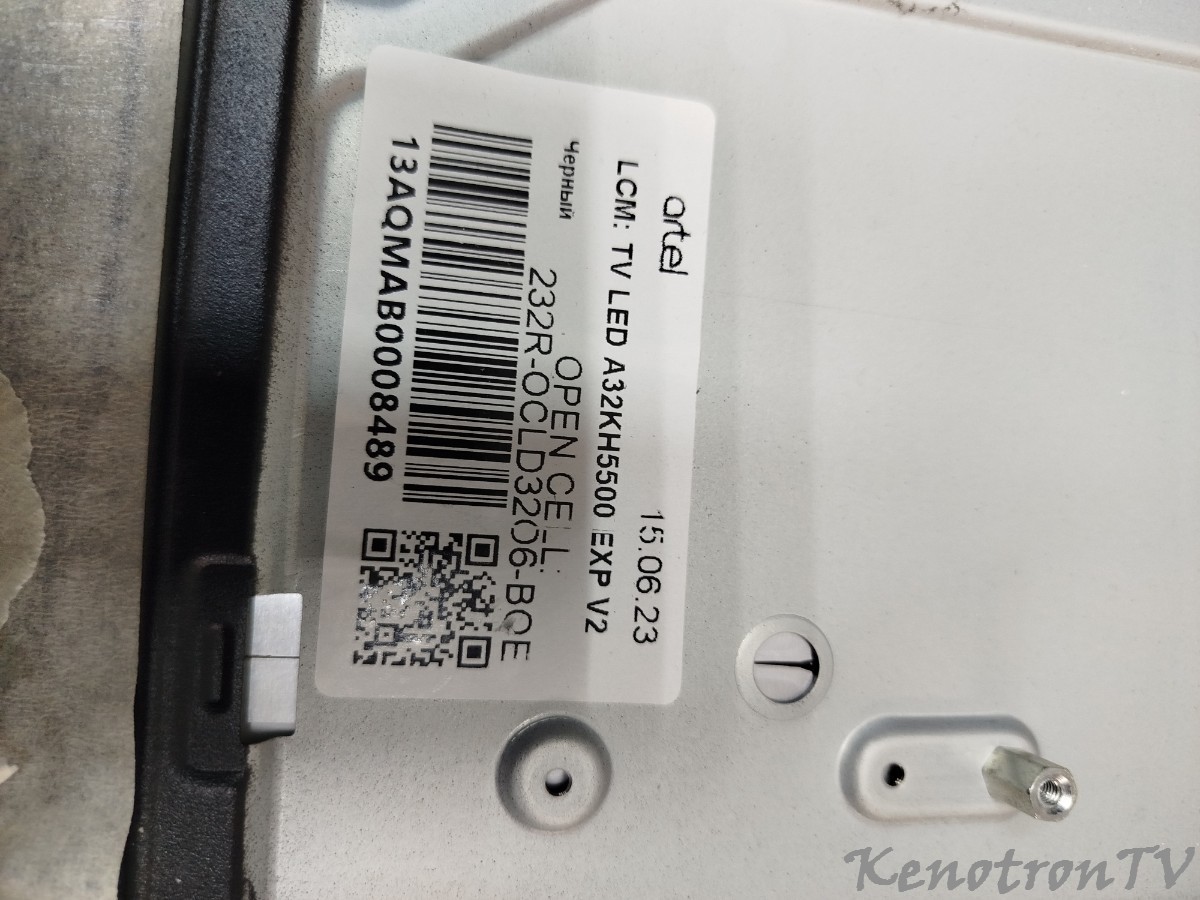 artel
15.06.23
LCM: TV LED A32KH5500 EXP V2
Черный
OPEN CELL:
232R-OCLD3206-BOE
13AQMAB0008489
KenotronTV